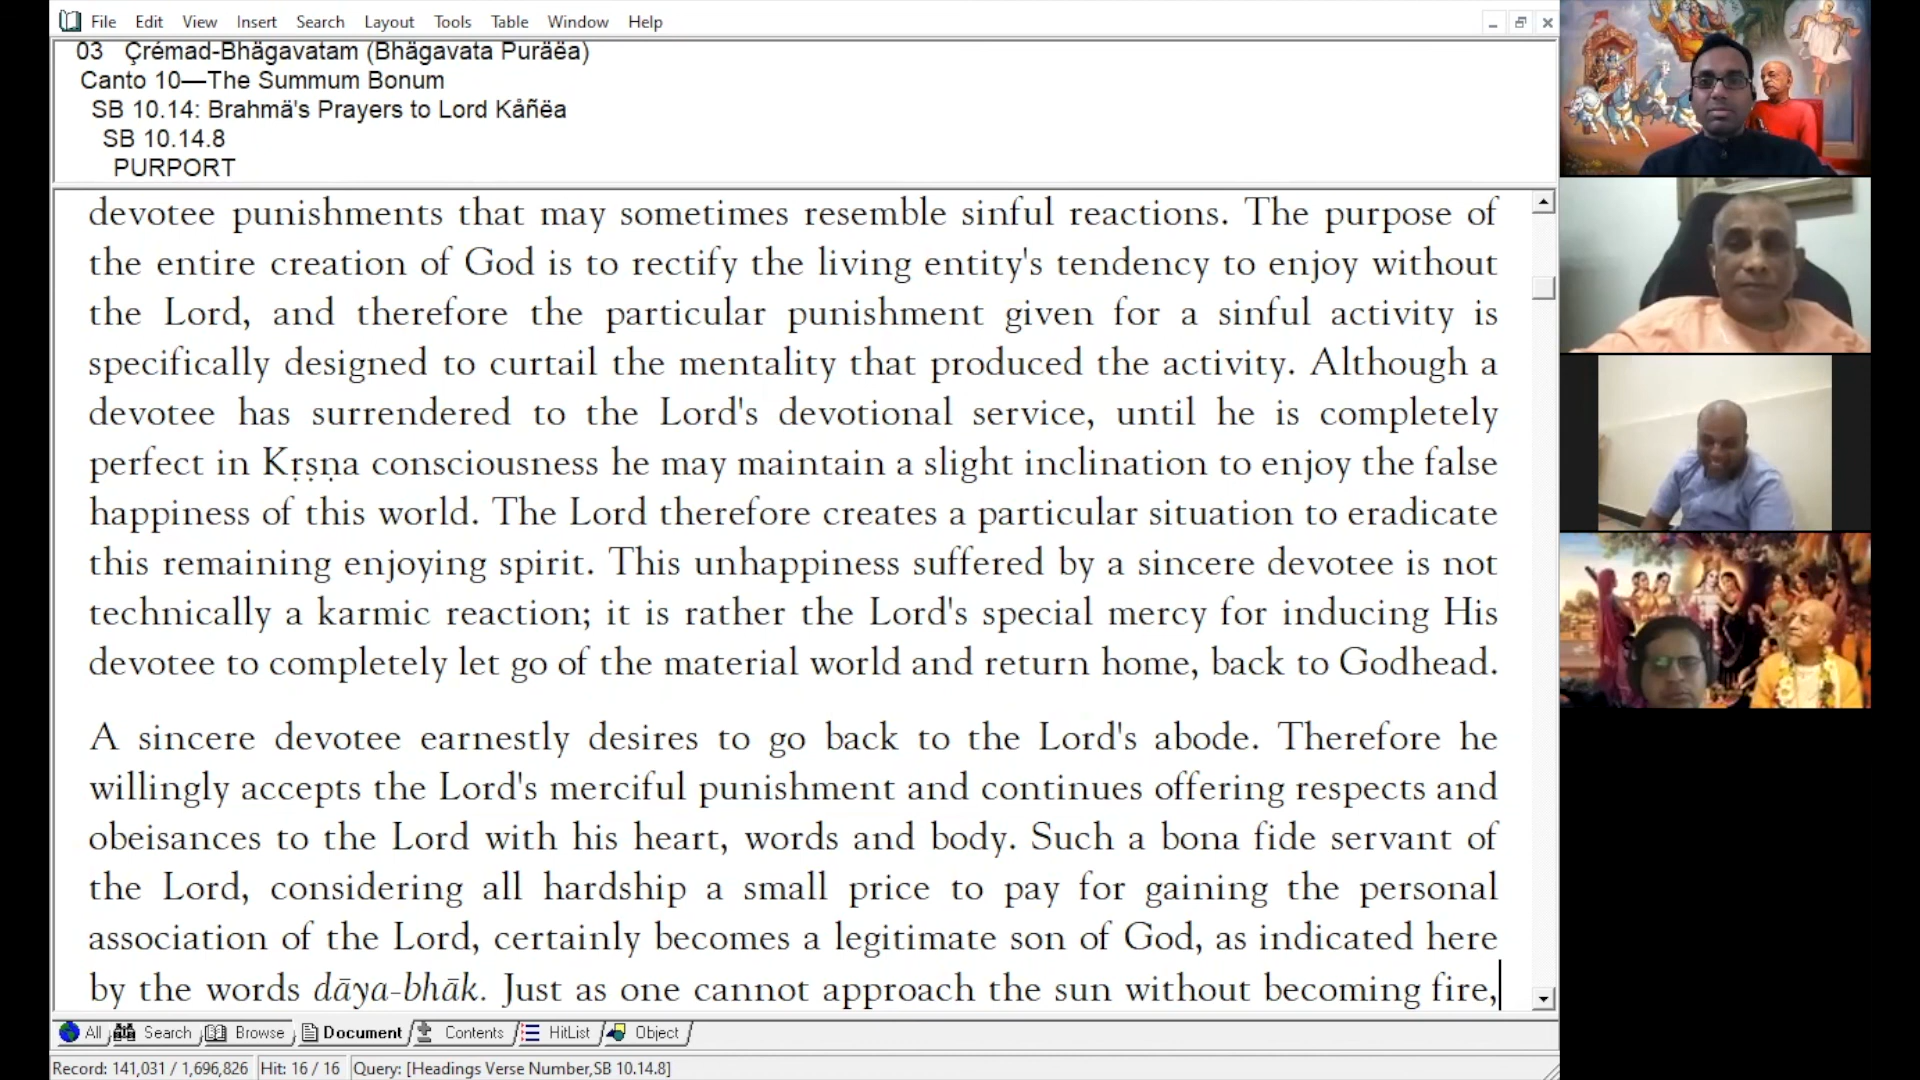 File Edit View Insert Search Layout Tools Table Window Help
03 Çrémad-Bhägavatam (Bhägavata Puräëa)
Canto 10—The Summum Bonum
SB 10.14: Brahmä's Prayers to Lord Kåñëa
SB 10.14.8
PURPORT
devotee punishments that may sometimes resemble sinful reactions. The purpose of
the entire creation of God is to rectify the living entity's tendency to enjoy without
the Lord, and therefore the particular punishment given for a sinful activity is
specifically designed to curtail the mentality that produced the activity. Although a
devotee has surrendered to the Lord's devotional service, until he is completely
perfect in Kṛṣṇa consciousness he may maintain a slight inclination to enjoy the false
happiness of this world. The Lord therefore creates a particular situation to eradicate
this remaining enjoying spirit. This unhappiness suffered by a sincere devotee is not
technically a karmic reaction; it is rather the Lord's special mercy for inducing His
devotee to completely let go of the material world and return home, back to Godhead.
A sincere devotee earnestly desires to go back to the Lord's abode. Therefore he
willingly accepts the Lord's merciful punishment and continues offering respects and
obeisances to the Lord with his heart, words and body. Such a bona fide servant of
the Lord, considering all hardship a small price to pay for gaining the personal
association of the Lord, certainly becomes a legitimate son of God, as indicated here
by the words dāya-bhāk. Just as one cannot approach the sun without becoming fire,
All Search Browse Document Contents HitList Object
Record: 141,031 / 1,696,826 Hit: 16 / 16 Query: [Headings Verse Number,SB 10.14.8]